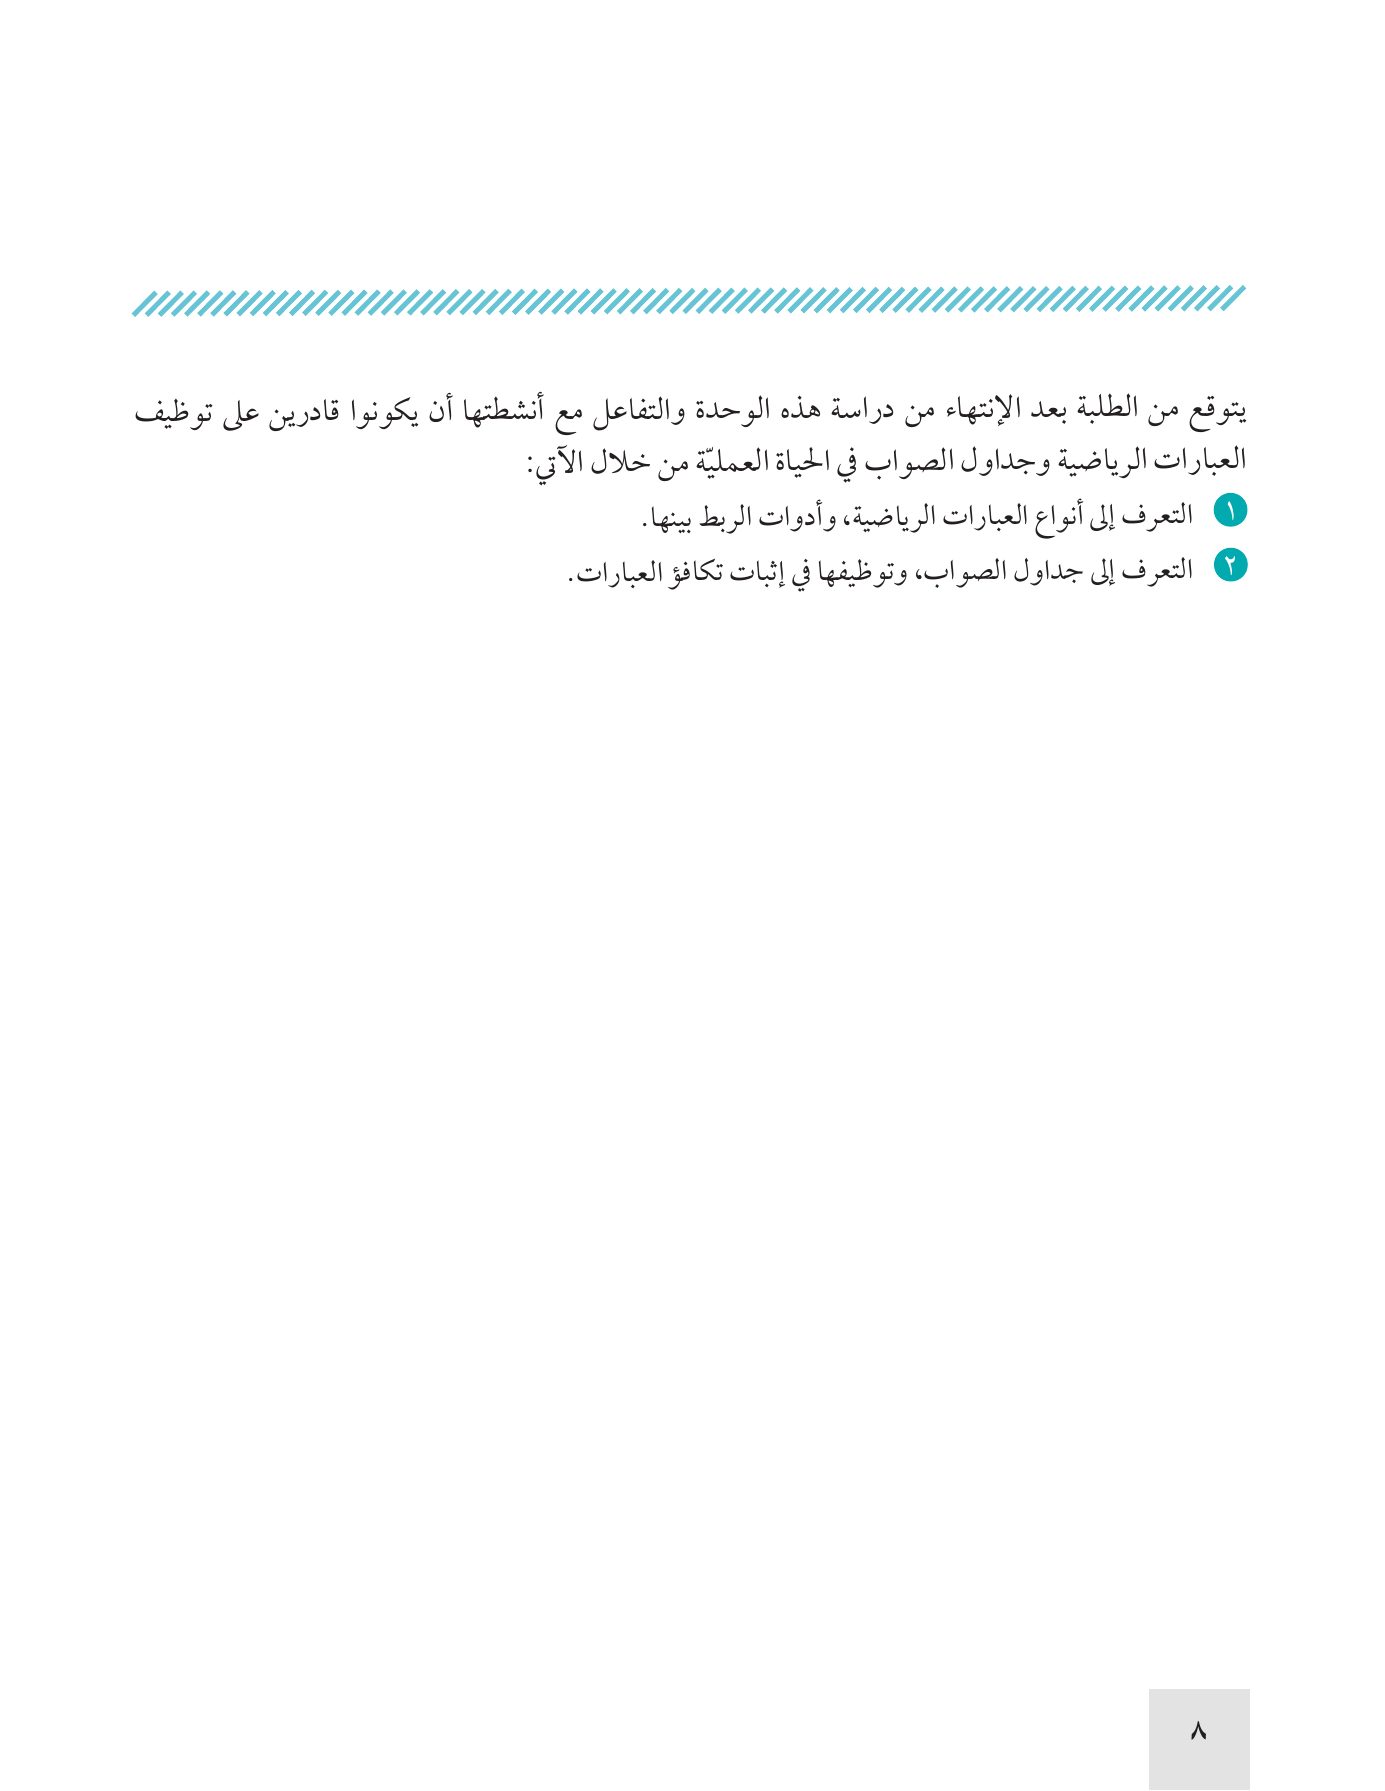 يتوقع من الطلبة بعد الإنتهاء من دراسة هذه الوحدة والتفاعل مع أنشطتها أن يكونوا قادرين على توظيف
العبارات الرياضية وجداول الصواب في الحياة العمليّة من خلال الآتي:
١ التعرف إلى أنواع العبارات الرياضية، وأدوات الربط بينها.
٢ التعرف إلى جداول الصواب، وتوظيفها في إثبات تكافؤ العبارات.
٨